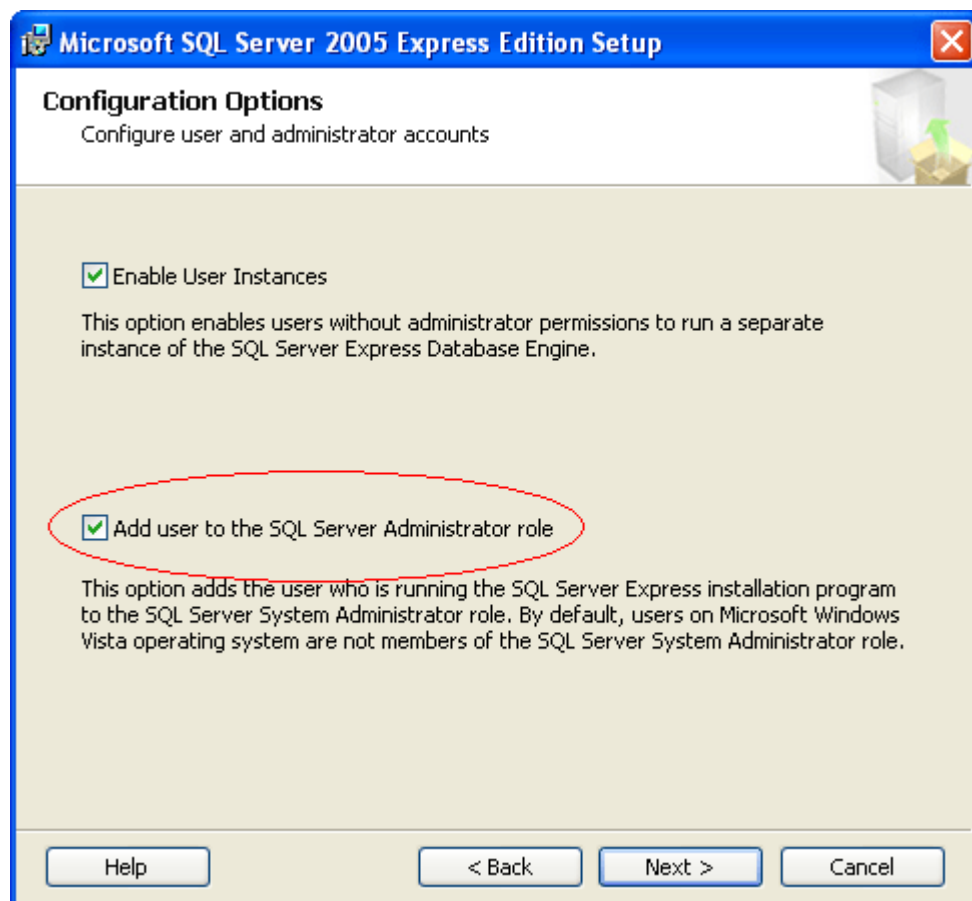 Microsoft SQL Server 2005 Express Edition Setup
Configuration Options
Configure user and administrator accounts
Enable User Instances
This option enables users without administrator permissions to run a separate
instance of the SQL Server Express Database Engine.
Add user to the SQL Server Administrator role
This option adds the user who is running the SQL Server Express installation program
to the SQL Server System Administrator role. By default, users on Microsoft Windows
Vista operating system are not members of the SQL Server System Administrator role.
Help
< Back
Next >
Cancel